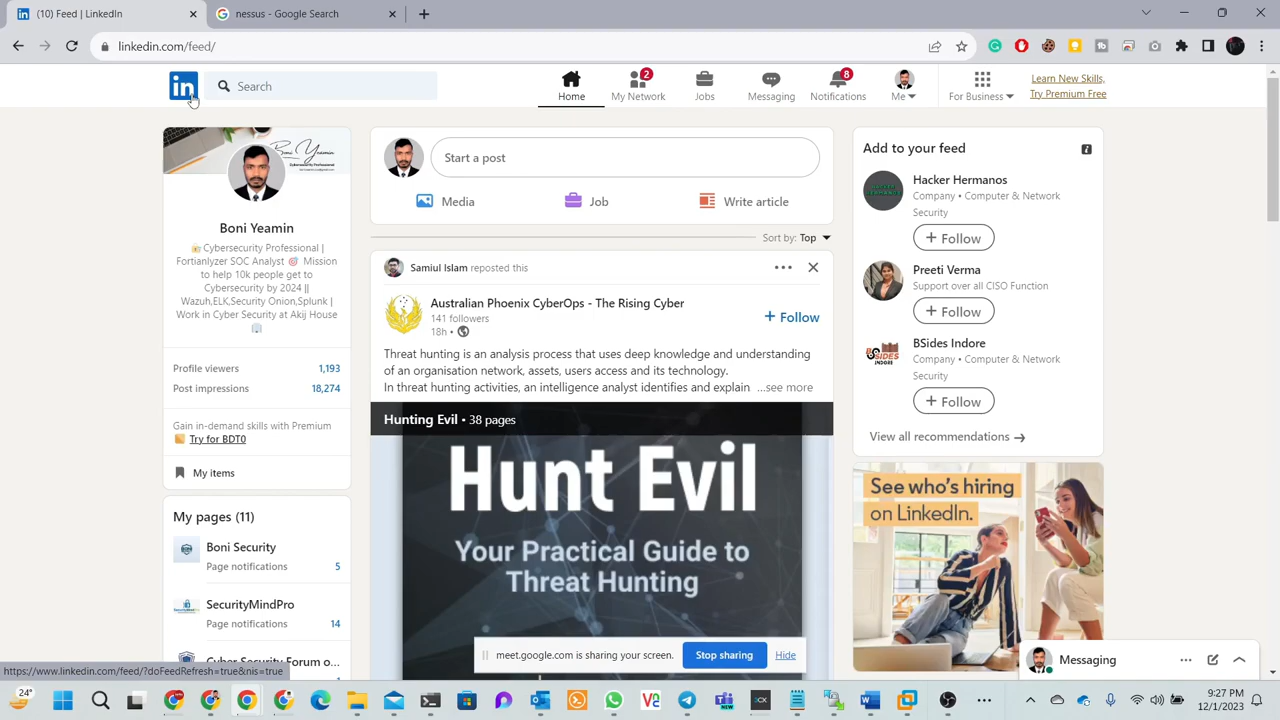 (10) Feed | LinkedIn
nessus - Google Search
linkedin.com/feed/
in
Search
Home
2
My Network
Jobs
Messaging
8
Notifications
Me
For Business
Learn New Skills,
Try Premium Free
Boni Yeamin
Cybersecurity Professional
Boni Yeamin
Cybersecurity Professional |
Fortianlyzer SOC Analyst Mission
to help 10k people get to
Cybersecurity by 2024 ||
Wazuh,ELK,Security Onion,Splunk |
Work in Cyber Security at Akij House
Profile viewers 1,193
Post impressions 18,274
Gain in-demand skills with Premium
Try for BDT0
My items
My pages (11)
Boni Security
Page notifications 5
SecurityMindPro
Page notifications 14
Cyber Security Forum o...
Start a post
Media
Job
Write article
Sort by: Top
Samiul Islam reposted this
Australian Phoenix CyberOps - The Rising Cyber
141 followers
18h •
+ Follow
Threat hunting is an analysis process that uses deep knowledge and understanding
of an organisation network, assets, users access and its technology.
In threat hunting activities, an intelligence analyst identifies and explain ...see more
Hunting Evil • 38 pages
Hunt Evil
Your Practical Guide to
Threat Hunting
Add to your feed
Hacker Hermanos
Company • Computer & Network
Security
+ Follow
Preeti Verma
Support over all CISO Function
+ Follow
BSides Indore
Company • Computer & Network
Security
+ Follow
View all recommendations →
See who's hiring
on LinkedIn.
meet.google.com is sharing your screen.
Stop sharing
Hide
Messaging
https://www.linkedin.com/feed/?doFeedRefresh=true&nis=true
24°
9:27 PM
12/1/2023